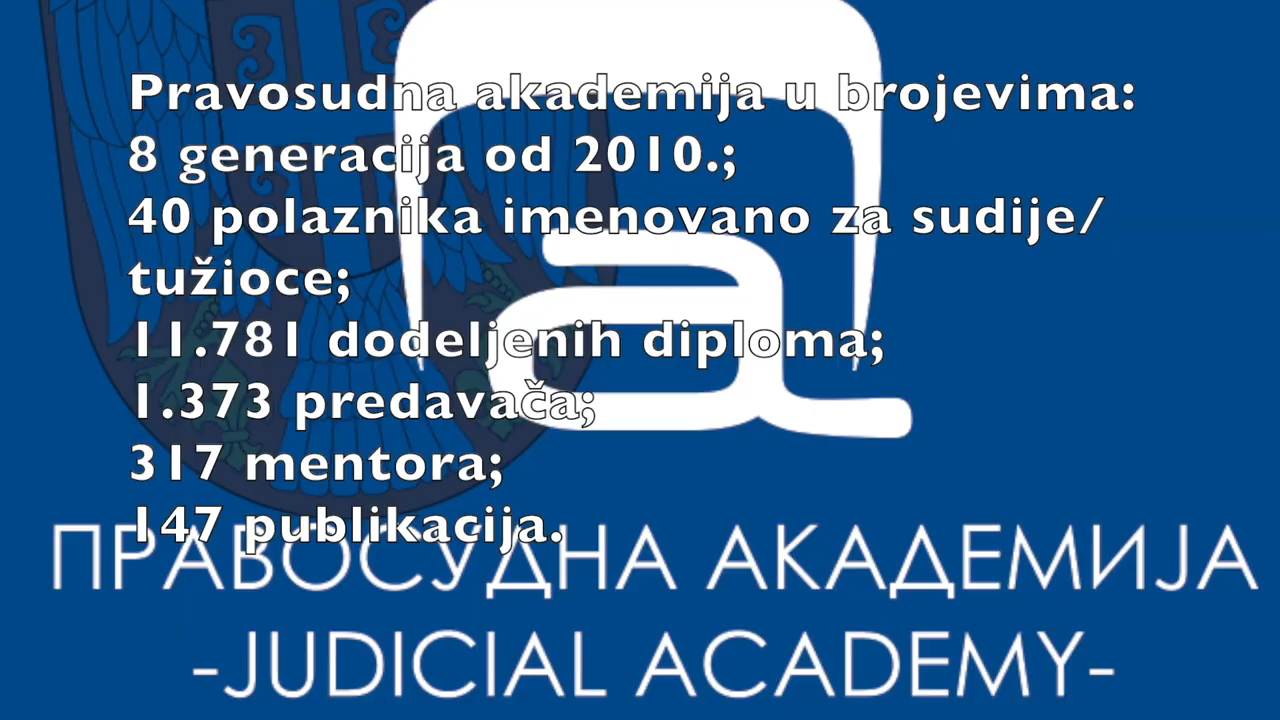 Pravosudna akademija u brojevima:
8 generacija od 2010.;
40 polaznika imenovano za sudije/
tužioce;
11.781 dodeljenih diploma;
1.373 predavača;
317 mentora;
147 publikacija.
ПРАВОСУДНА АКАДЕМИЈА
-JUDICIAL ACADEMY-